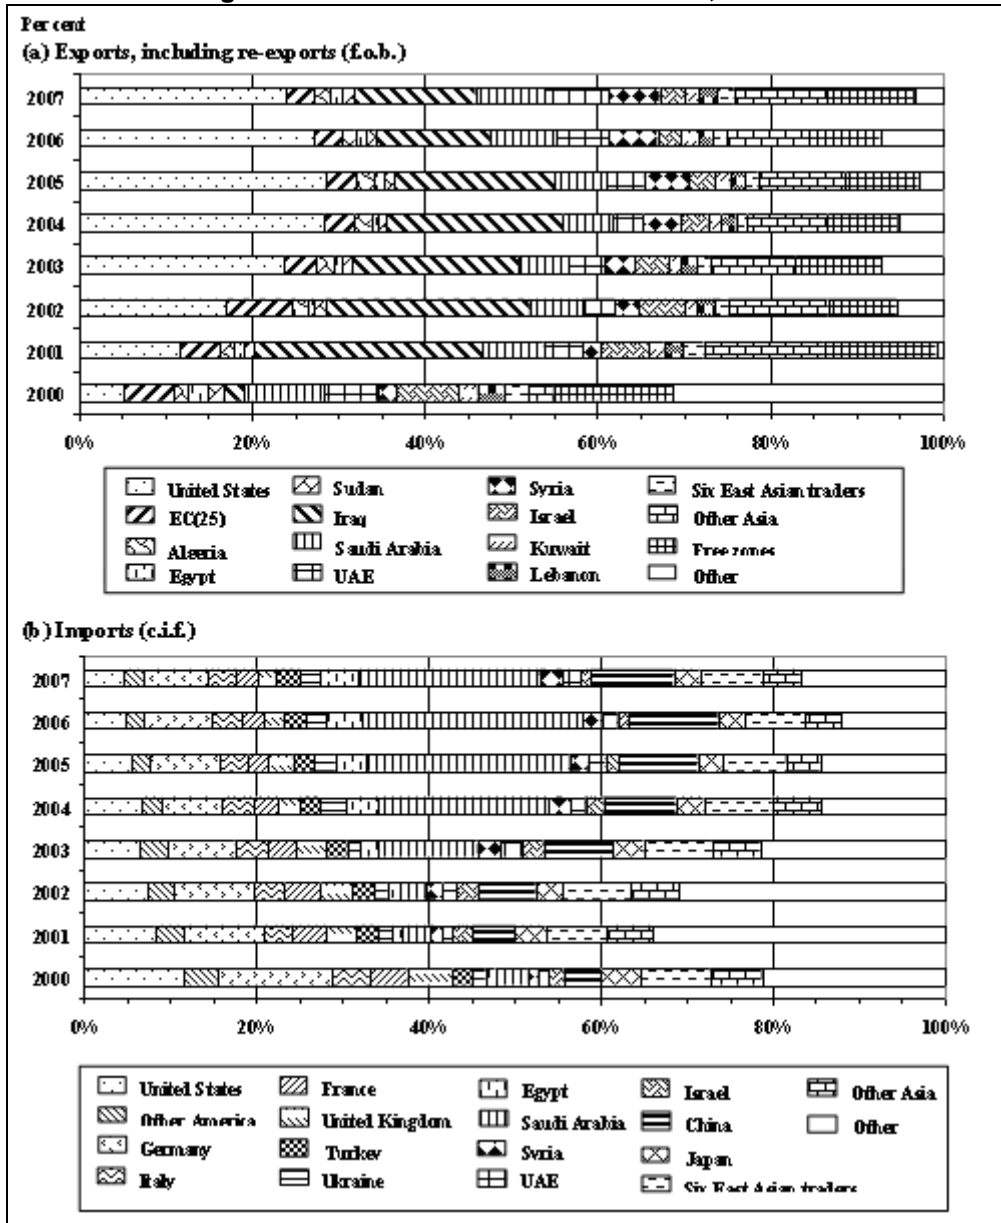 Per cent
(a) Exports, including re-exports (f.o.b.)
2007
2006
2005
2004
2003
2002
2001
2000
0% 20% 40% 60% 80% 100%
United States Sudan Syria Six East Asian traders
EC(25) Iraq Israel Other Asia
Algeria Saudi Arabia Kuwait Free zones
Egypt UAE Lebanon Other
(b) Imports (c.i.f.)
2007
2006
2005
2004
2003
2002
2001
2000
0% 20% 40% 60% 80% 100%
United States France Egypt Israel Other Asia
Other America United Kingdom Saudi Arabia China Other
Germany Turkey Syria Japan
Italy Ukraine UAE Six East Asian traders